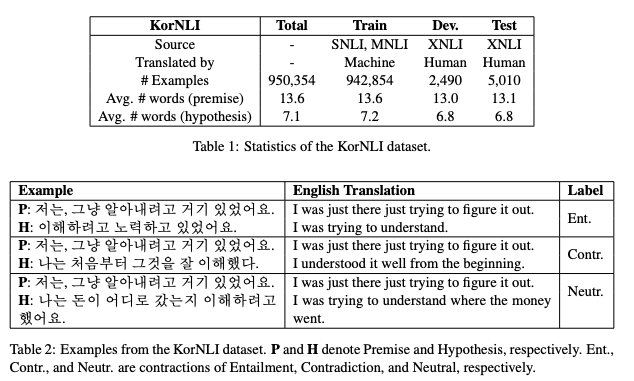 KorNLI Total Train Dev. Test
Source - SNLI, MNLI XNLI XNLI
Translated by - Machine Human Human
# Examples 950,354 942,854 2,490 5,010
Avg. # words (premise) 13.6 13.6 13.0 13.1
Avg. # words (hypothesis) 7.1 7.2 6.8 6.8
Table 1: Statistics of the KorNLI dataset.
Example English Translation Label
P: 저는, 그냥 알아내려고 거기 있었어요. I was just there just trying to figure it out. Ent.
H: 이해하려고 노력하고 있었어요. I was trying to understand.
P: 저는, 그냥 알아내려고 거기 있었어요. I was just there just trying to figure it out. Contr.
H: 나는 처음부터 그것을 잘 이해했다. I understood it well from the beginning.
P: 저는, 그냥 알아내려고 거기 있었어요. I was just there just trying to figure it out. Neutr.
H: 나는 돈이 어디로 갔는지 이해하려고 I was trying to understand where the money
했어요. went.
Table 2: Examples from the KorNLI dataset. P and H denote Premise and Hypothesis, respectively. Ent.,
Contr., and Neutr. are contractions of Entailment, Contradiction, and Neutral, respectively.